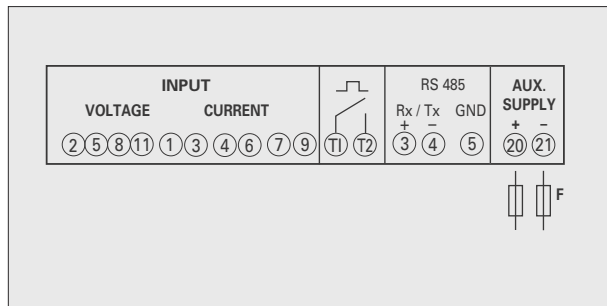 INPUT
VOLTAGE CURRENT
2 5 8 11 1 3 4 6 7 9
T1 T2
RS 485
Rx / Tx GND
+ −
3 4 5
AUX.
SUPPLY
+ −
20 21
F